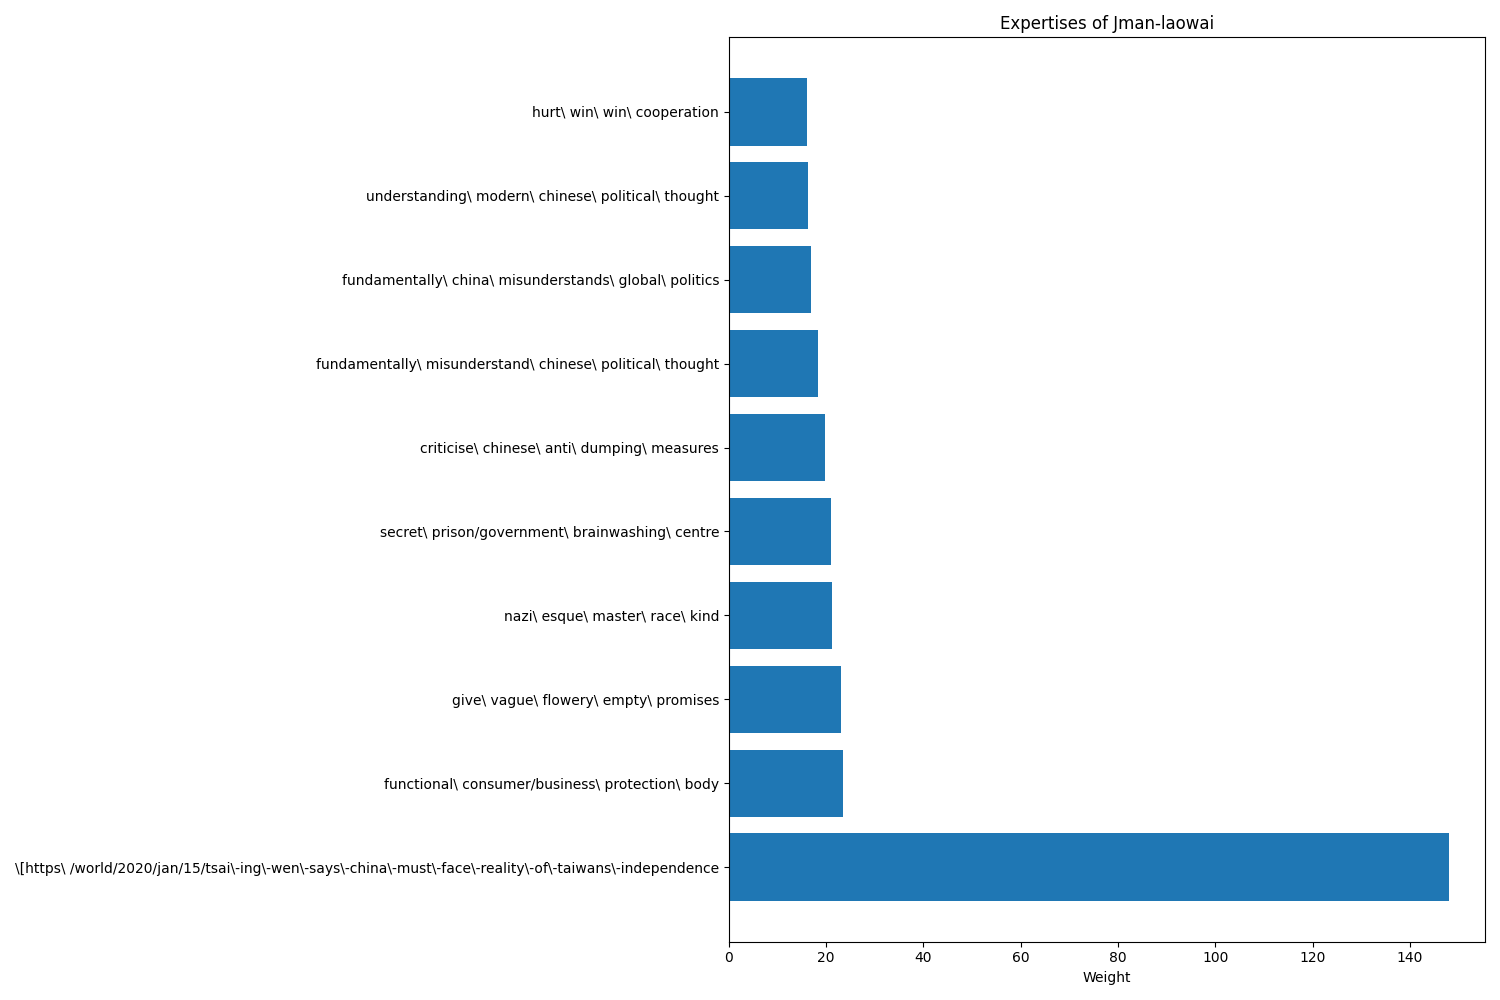 Expertises of Jman-laowai
hurt\ win\ win\ cooperation
understanding\ modern\ chinese\ political\ thought
fundamentally\ china\ misunderstands\ global\ politics
fundamentally\ misunderstand\ chinese\ political\ thought
criticise\ chinese\ anti\ dumping\ measures
secret\ prison/government\ brainwashing\ centre
nazi\ esque\ master\ race\ kind
give\ vague\ flowery\ empty\ promises
functional\ consumer/business\ protection\ body
\[https\ /world/2020/jan/15/tsai\-ing\-wen\-says\-china\-must\-face\-reality\-of\-taiwans\-independence
0 20 40 60 80 100 120 140
Weight